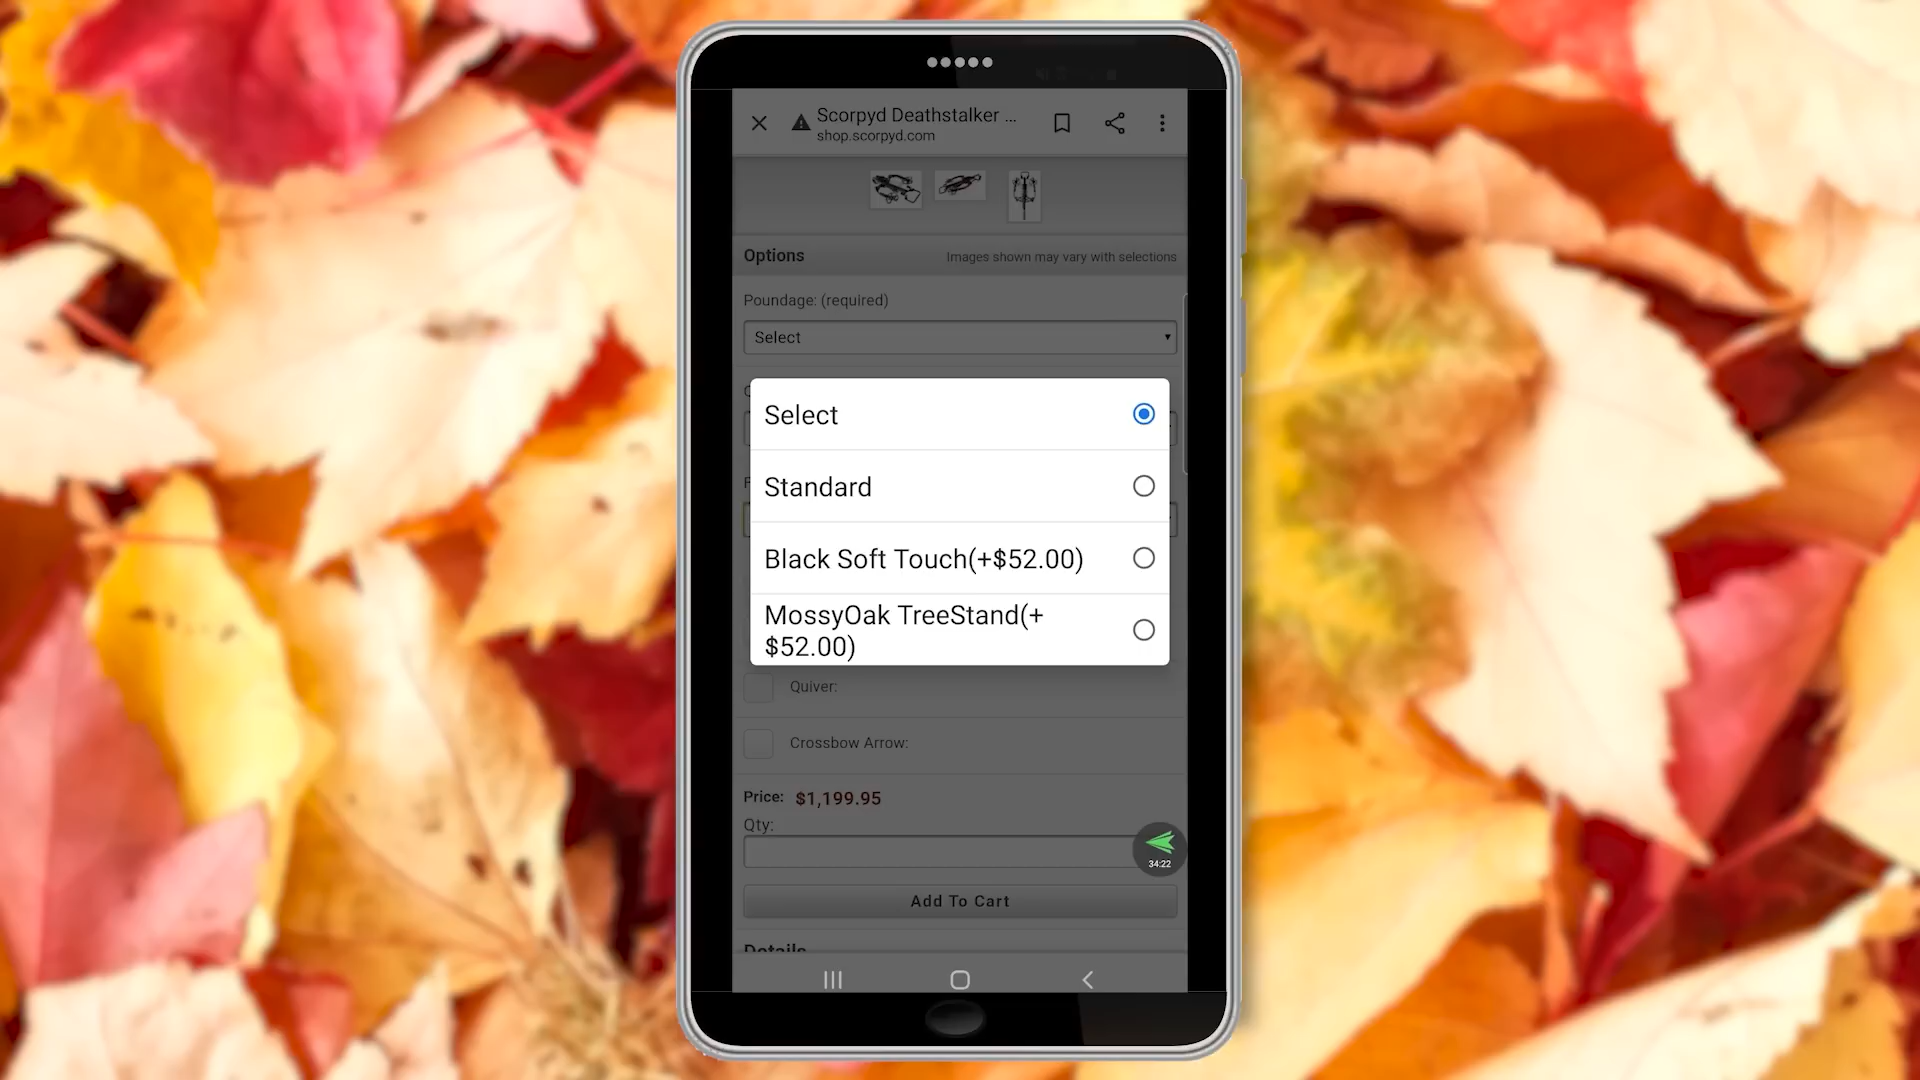 Scorpyd Deathstalker ...
shop.scorpyd.com
Options
Images shown may vary with selections
Poundage: (required)
Select
Select
Standard
Black Soft Touch(+$52.00)
MossyOak TreeStand(+
$52.00)
Quiver:
Crossbow Arrow:
Price: $1,199.95
Qty:
34:22
Add To Cart
Details